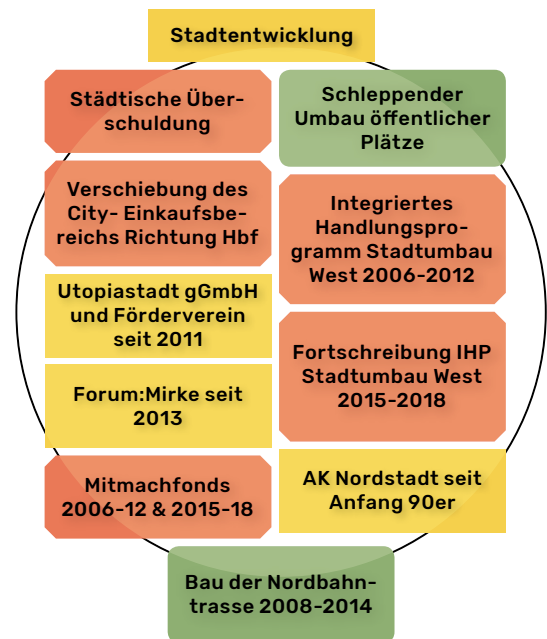 Stadtentwicklung
Städtische Über-
schuldung
Verschiebung des
City- Einkaufsbe-
reichs Richtung Hbf
Utopiastadt gGmbH
und Förderverein
seit 2011
Forum:Mirke seit
2013
Mitmachfonds
2006-12 & 2015-18
Schleppender
Umbau öffentlicher
Plätze
Integriertes
Handlungspro-
gramm Stadtumbau
West 2006-2012
Fortschreibung IHP
Stadtumbau West
2015-2018
AK Nordstadt seit
Anfang 90er
Bau der Nordbahn-
trasse 2008-2014